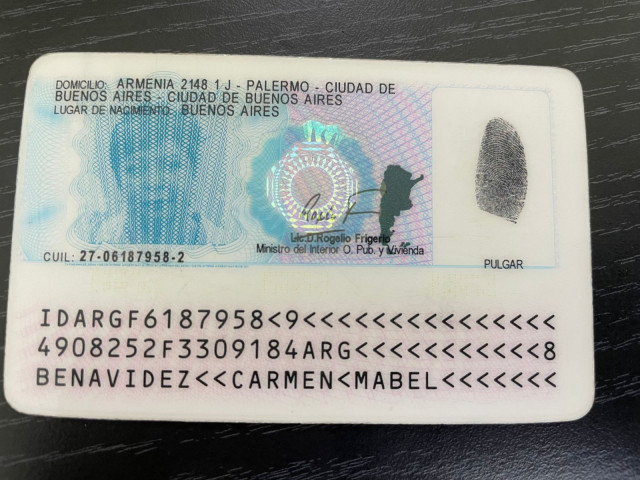 DOMICILIO: ARMENIA 2148 1 J - PALERMO - CIUDAD DE
BUENOS AIRES - CIUDAD DE BUENOS AIRES
LUGAR DE NACIMIENTO: BUENOS AIRES
Lic.D.Rogelio Frigerio
Ministro del Interior O. Pub. y Vivienda
CUIL: 27-06187958-2
PULGAR
IDARGF6187958<9<<<<<<<<<<<<<<<
4908252F3309184ARG<<<<<<<<<<<8
BENAVIDEZ<<CARMEN<MABEL<<<<<<<